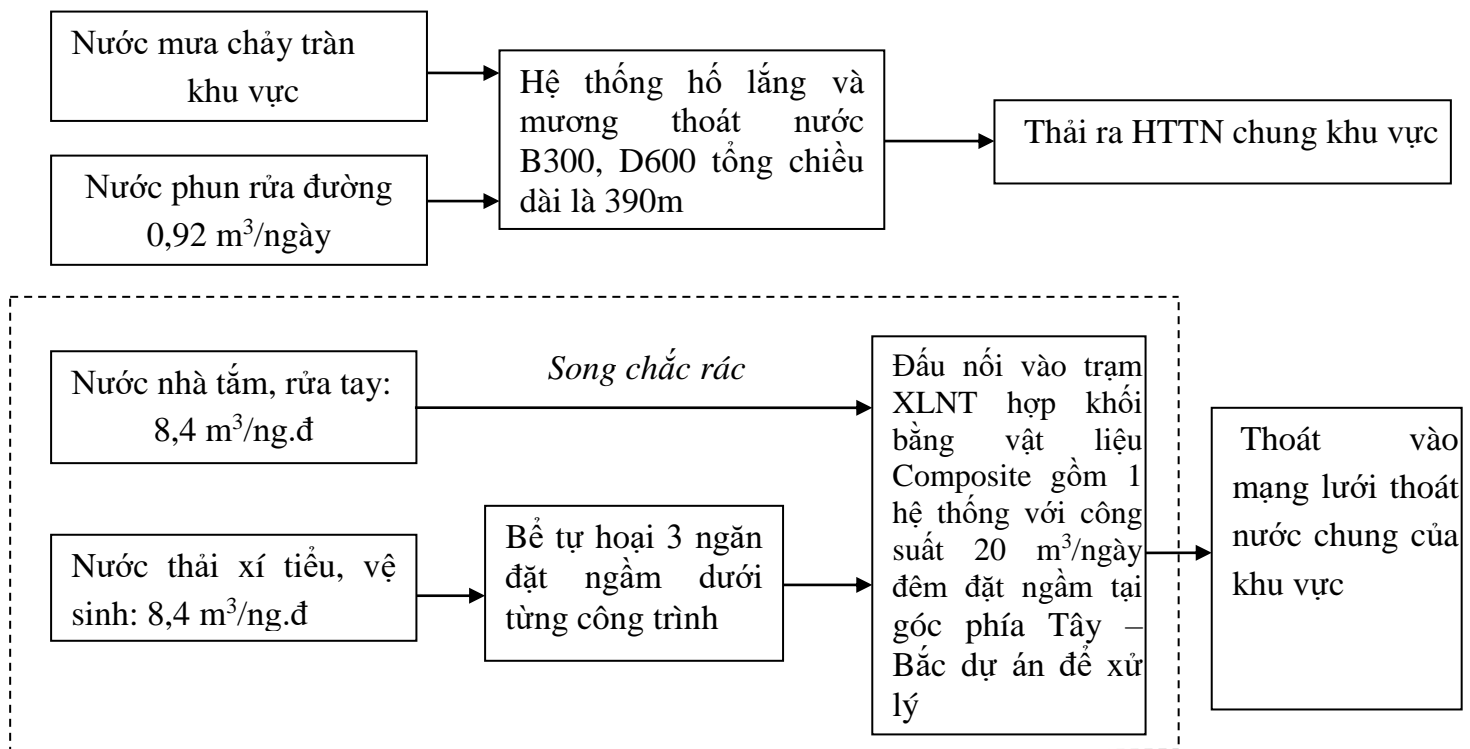 Nước mưa chảy tràn
khu vực
Nước phun rửa đường
0,92 m³/ngày
Hệ thống hố lắng và
mương thoát nước
B300, D600 tổng chiều
dài là 390m
Thải ra HTTN chung khu vực
Nước nhà tắm, rửa tay:
8,4 m³/ng.đ
Song chắc rác
Nước thải xí tiểu, vệ
sinh: 8,4 m³/ng.đ
Bể tự hoại 3 ngăn
đặt ngầm dưới
từng công trình
Đấu nối vào trạm
XLNT hợp khối
bằng vật liệu
Composite gồm 1
hệ thống với công
suất 20 m³/ngày
đêm đặt ngầm tại
góc phía Tây –
Bắc dự án để xử
lý
Thoát vào
mạng lưới thoát
nước chung của
khu vực